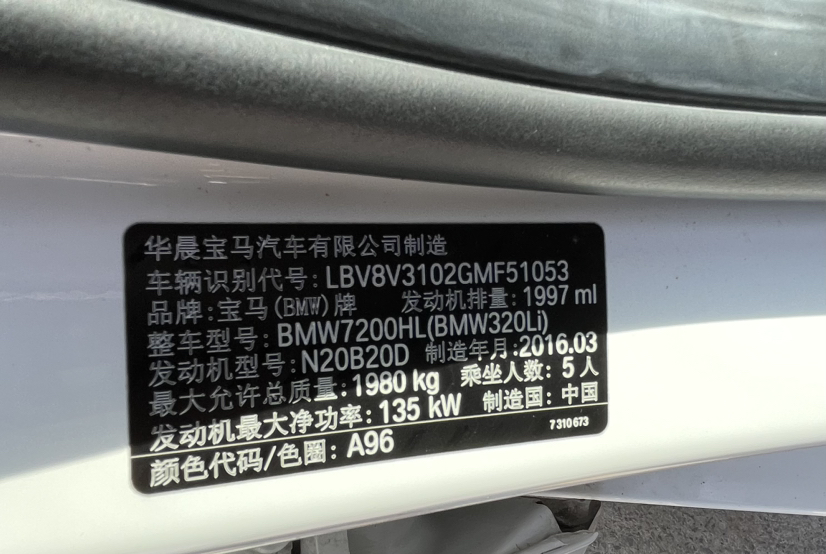 华晨宝马汽车有限公司制造
车辆识别代号:LBV8V3102GMF51053
品牌:宝马(BMW)牌 发动机排量:1997 ml
整车型号:BMW7200HL(BMW320Li)
发动机型号:N20B20D 制造年月:2016.03
最大允许总质量:1980 kg 乘坐人数:5人
发动机最大净功率:135 kW 制造国:中国
颜色代码/色圈:A96 7 310 673